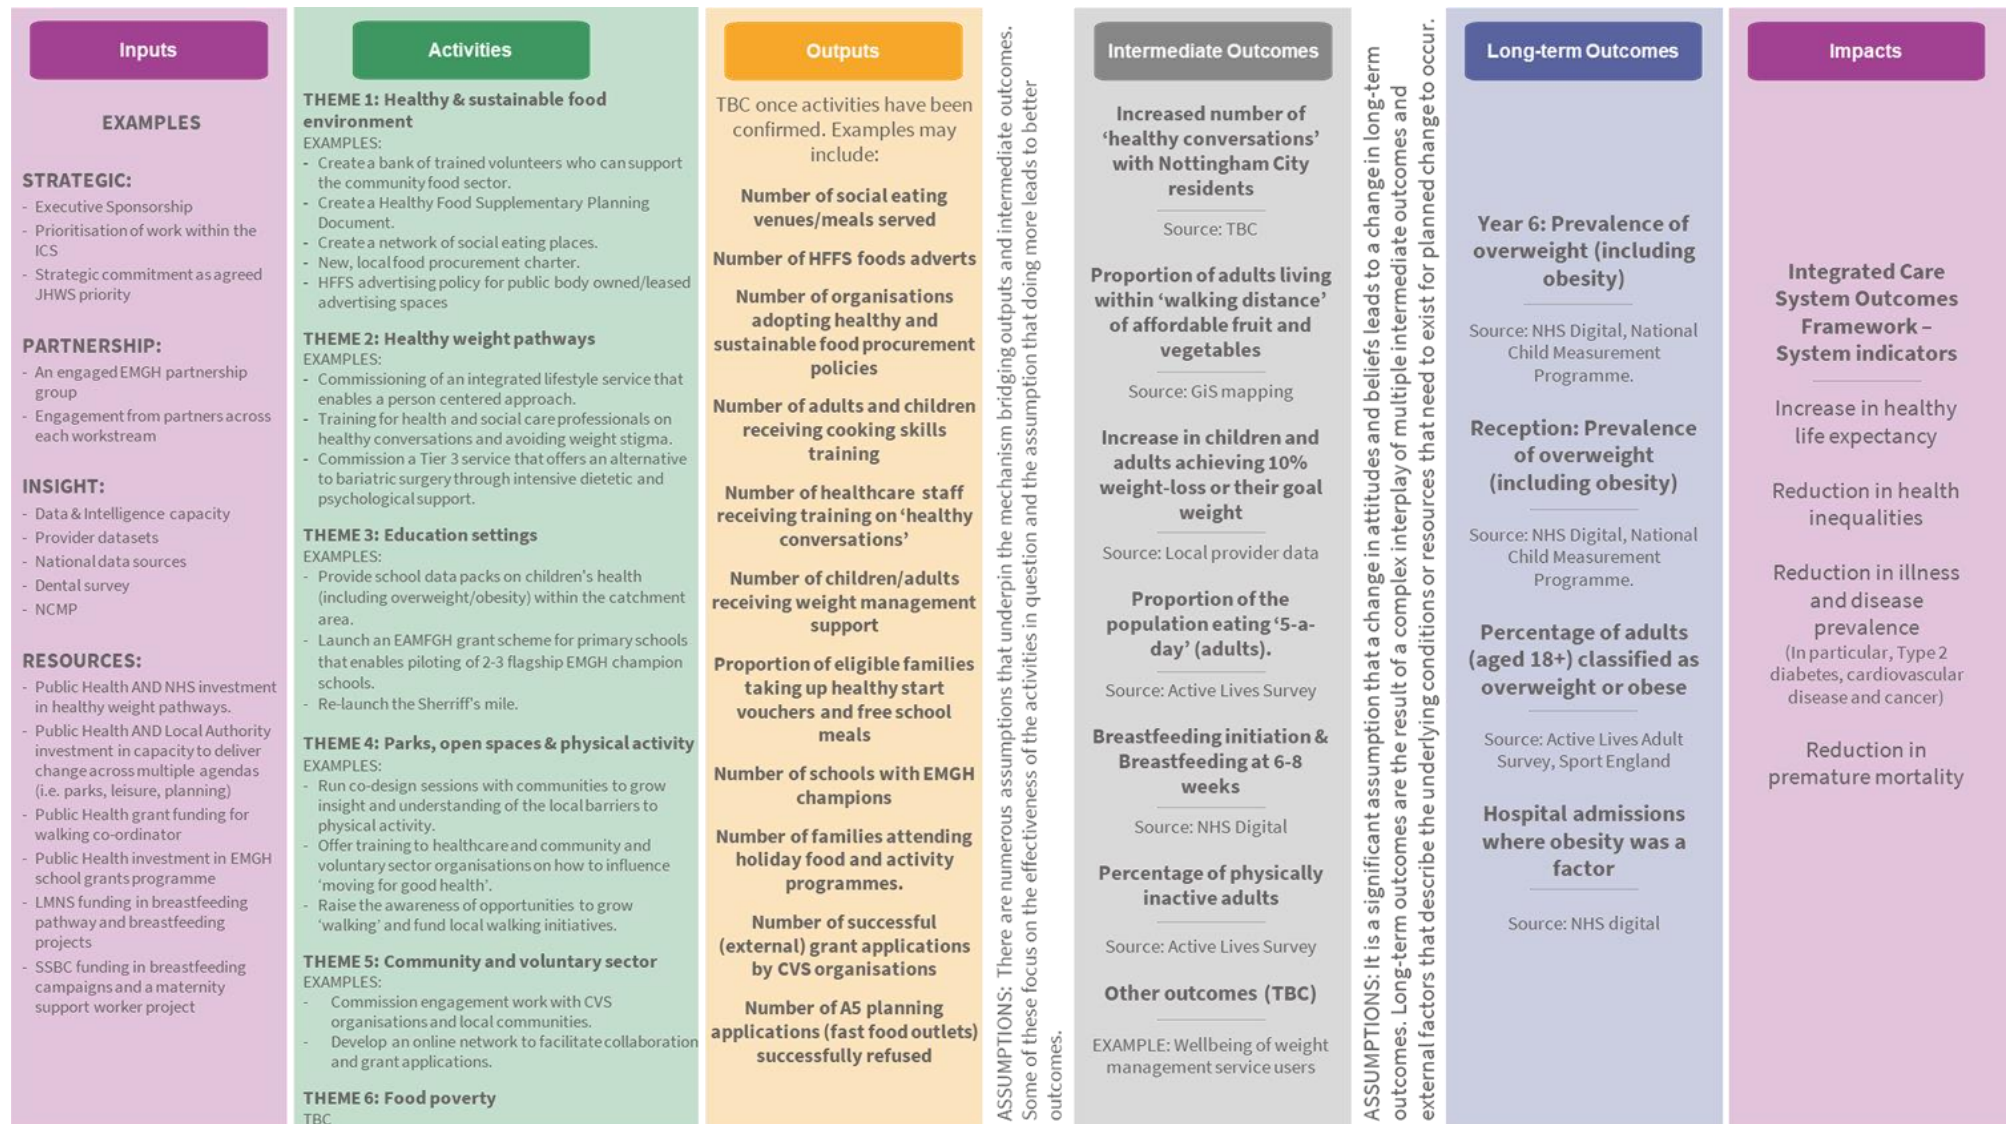 Inputs
EXAMPLES
STRATEGIC:
- Executive Sponsorship
- Prioritisation of work within the
ICS
- Strategic commitment as agreed
JHWS priority
PARTNERSHIP:
- An engaged EMGH partnership
group
- Engagement from partners across
each workstream
INSIGHT:
- Data & Intelligence capacity
- Provider datasets
- National data sources
- Dental survey
- NCMP
RESOURCES:
- Public Health AND NHS investment
in healthy weight pathways.
- Public Health AND Local Authority
investment in capacity to deliver
change across multiple agendas
(i.e. parks, leisure, planning)
- Public Health grant funding for
walking co-ordinator
- Public Health investment in EMGH
school grants programme
- LMNS funding in breastfeeding
pathway and breastfeeding
projects
- SSBC funding in breastfeeding
campaigns and a maternity
support worker project
Activities
THEME 1: Healthy & sustainable food
environment
EXAMPLES:
- Create a bank of trained volunteers who can support
the community food sector.
- Create a Healthy Food Supplementary Planning
Document.
- Create a network of social eating places.
- New, local food procurement charter.
- HFFS advertising policy for public body owned/leased
advertising spaces
THEME 2: Healthy weight pathways
EXAMPLES:
- Commissioning of an integrated lifestyle service that
enables a person centered approach.
- Training for health and social care professionals on
healthy conversations and avoiding weight stigma.
- Commission a Tier 3 service that offers an alternative
to bariatric surgery through intensive dietetic and
psychological support.
THEME 3: Education settings
EXAMPLES:
- Provide school data packs on children's health
(including overweight/obesity) within the catchment
area.
- Launch an EAMFGH grant scheme for primary schools
that enables piloting of 2-3 flagship EMGH champion
schools.
- Re-launch the Sherriff's mile.
THEME 4: Parks, open spaces & physical activity
EXAMPLES:
- Run co-design sessions with communities to grow
insight and understanding of the local barriers to
physical activity.
- Offer training to healthcare and community and
voluntary sector organisations on how to influence
‘moving for good health’.
- Raise the awareness of opportunities to grow
‘walking’ and fund local walking initiatives.
THEME 5: Community and voluntary sector
EXAMPLES:
- Commission engagement work with CVS
organisations and local communities.
- Develop an online network to facilitate collaboration
and grant applications.
THEME 6: Food poverty
TBC
Outputs
TBC once activities have been
confirmed. Examples may
include:
Number of social eating
venues/meals served
Number of HFFS foods adverts
Number of organisations
adopting healthy and
sustainable food procurement
policies
Number of adults and children
receiving cooking skills
training
Number of healthcare staff
receiving training on ‘healthy
conversations’
Number of children/adults
receiving weight management
support
Proportion of eligible families
taking up healthy start
vouchers and free school
meals
Number of schools with EMGH
champions
Number of families attending
holiday food and activity
programmes.
Number of successful
(external) grant applications
by CVS organisations
Number of A5 planning
applications (fast food outlets)
successfully refused
ASSUMPTIONS: There are numerous assumptions that underpin the mechanism bridging outputs and intermediate outcomes.
Some of these focus on the effectiveness of the activities in question and the assumption that doing more leads to better
outcomes.
Intermediate Outcomes
Increased number of
‘healthy conversations’
with Nottingham City
residents
Source: TBC
Proportion of adults living
within ‘walking distance’
of affordable fruit and
vegetables
Source: GiS mapping
Increase in children and
adults achieving 10%
weight-loss or their goal
weight
Source: Local provider data
Proportion of the
population eating ‘5-a-
day’ (adults).
Source: Active Lives Survey
Breastfeeding initiation &
Breastfeeding at 6-8
weeks
Source: NHS Digital
Percentage of physically
inactive adults
Source: Active Lives Survey
Other outcomes (TBC)
EXAMPLE: Wellbeing of weight
management service users
ASSUMPTIONS: It is a significant assumption that a change in attitudes and beliefs leads to a change in long-term
outcomes. Long-term outcomes are the result of a complex interplay of multiple intermediate outcomes and
external factors that describe the underlying conditions or resources that need to exist for planned change to occur.
Long-term Outcomes
Year 6: Prevalence of
overweight (including
obesity)
Source: NHS Digital, National
Child Measurement
Programme.
Reception: Prevalence
of overweight
(including obesity)
Source: NHS Digital, National
Child Measurement
Programme.
Percentage of adults
(aged 18+) classified as
overweight or obese
Source: Active Lives Adult
Survey, Sport England
Hospital admissions
where obesity was a
factor
Source: NHS digital
Impacts
Integrated Care
System Outcomes
Framework –
System indicators
Increase in healthy
life expectancy
Reduction in health
inequalities
Reduction in illness
and disease
prevalence
(In particular, Type 2
diabetes, cardiovascular
disease and cancer)
Reduction in
premature mortality